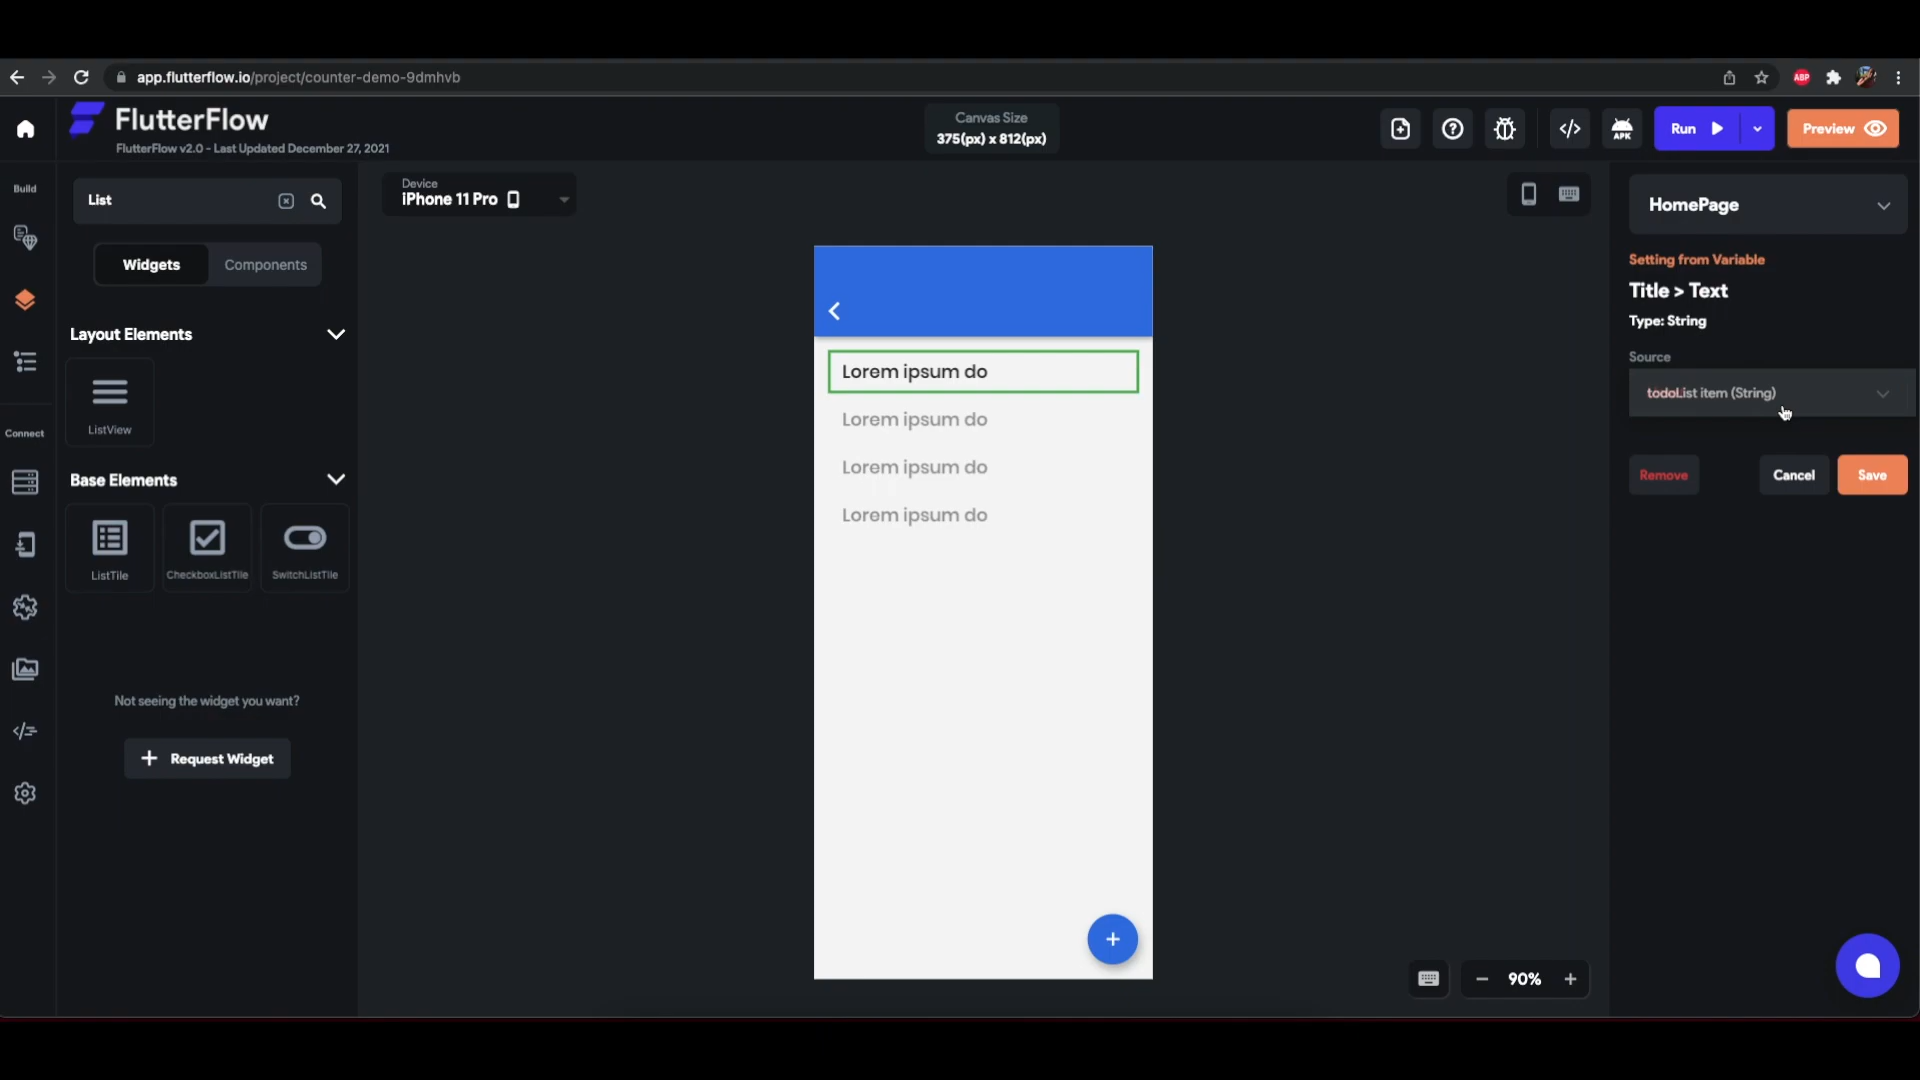 app.flutterflow.io/project/counter-demo-9dmhvb
ABP
FlutterFlow
FlutterFlow v2.0 - Last Updated December 27, 2021
Canvas Size
375(px) x 812(px)
APK
Run
Preview
Build
List
Widgets
Components
Layout Elements
ListView
Connect
Base Elements
ListTile
CheckboxListTile
SwitchListTile
Not seeing the widget you want?
+ Request Widget
Device
iPhone 11 Pro
Lorem ipsum do
Lorem ipsum do
Lorem ipsum do
Lorem ipsum do
+
− 90% +
HomePage
Setting from Variable
Title > Text
Type: String
Source
todoList item (String)
Remove
Cancel
Save